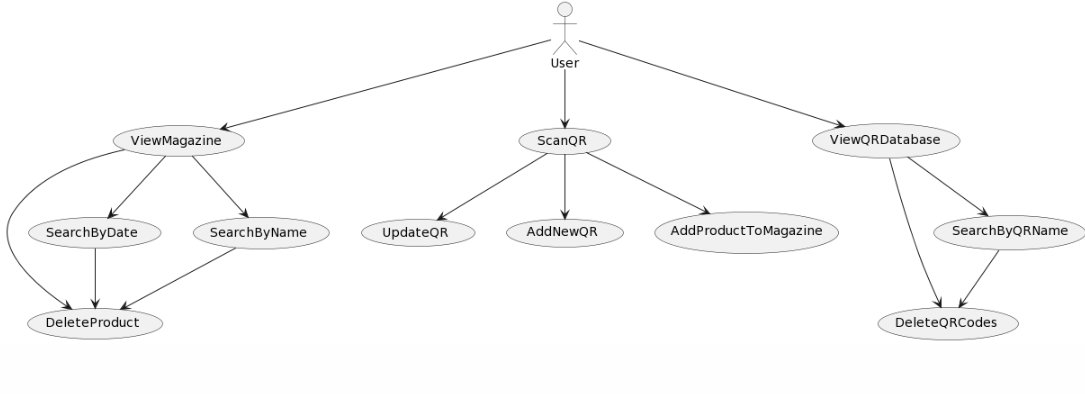 User
ViewMagazine
ScanQR
ViewQRDatabase
SearchByDate
SearchByName
UpdateQR
AddNewQR
AddProductToMagazine
SearchByQRName
DeleteProduct
DeleteQRCodes